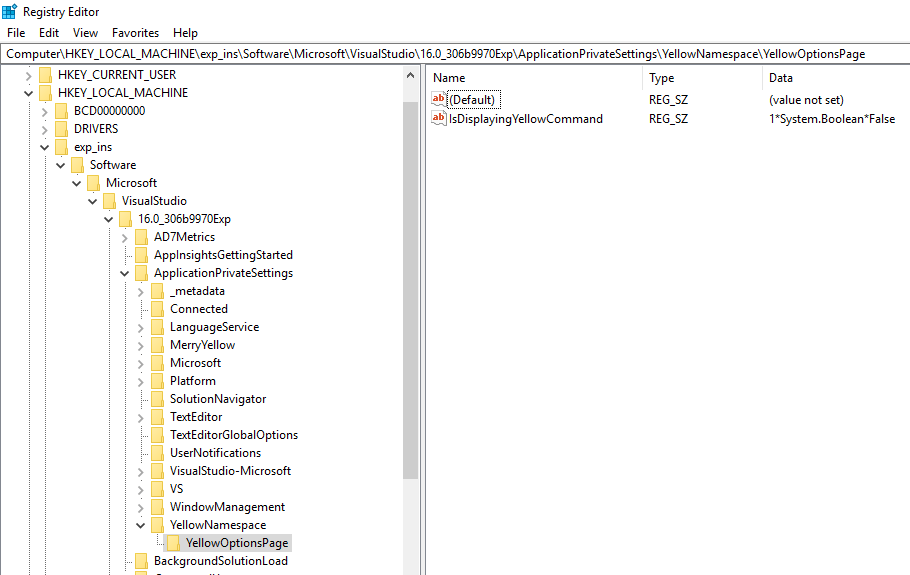 Registry Editor
File Edit View Favorites Help
Computer\HKEY_LOCAL_MACHINE\exp_ins\Software\Microsoft\VisualStudio\16.0_306b9970Exp\ApplicationPrivateSettings\YellowNamespace\YellowOptionsPage
HKEY_CURRENT_USER
HKEY_LOCAL_MACHINE
BCD00000000
DRIVERS
exp_ins
Software
Microsoft
VisualStudio
16.0_306b9970Exp
AD7Metrics
AppInsightsGettingStarted
ApplicationPrivateSettings
_metadata
Connected
LanguageService
MerryYellow
Microsoft
Platform
SolutionNavigator
TextEditor
TextEditorGlobalOptions
UserNotifications
VisualStudio-Microsoft
VS
WindowManagement
YellowNamespace
YellowOptionsPage
BackgroundSolutionLoad
Name Type Data
ab (Default) REG_SZ (value not set)
ab IsDisplayingYellowCommand REG_SZ 1*System.Boolean*False